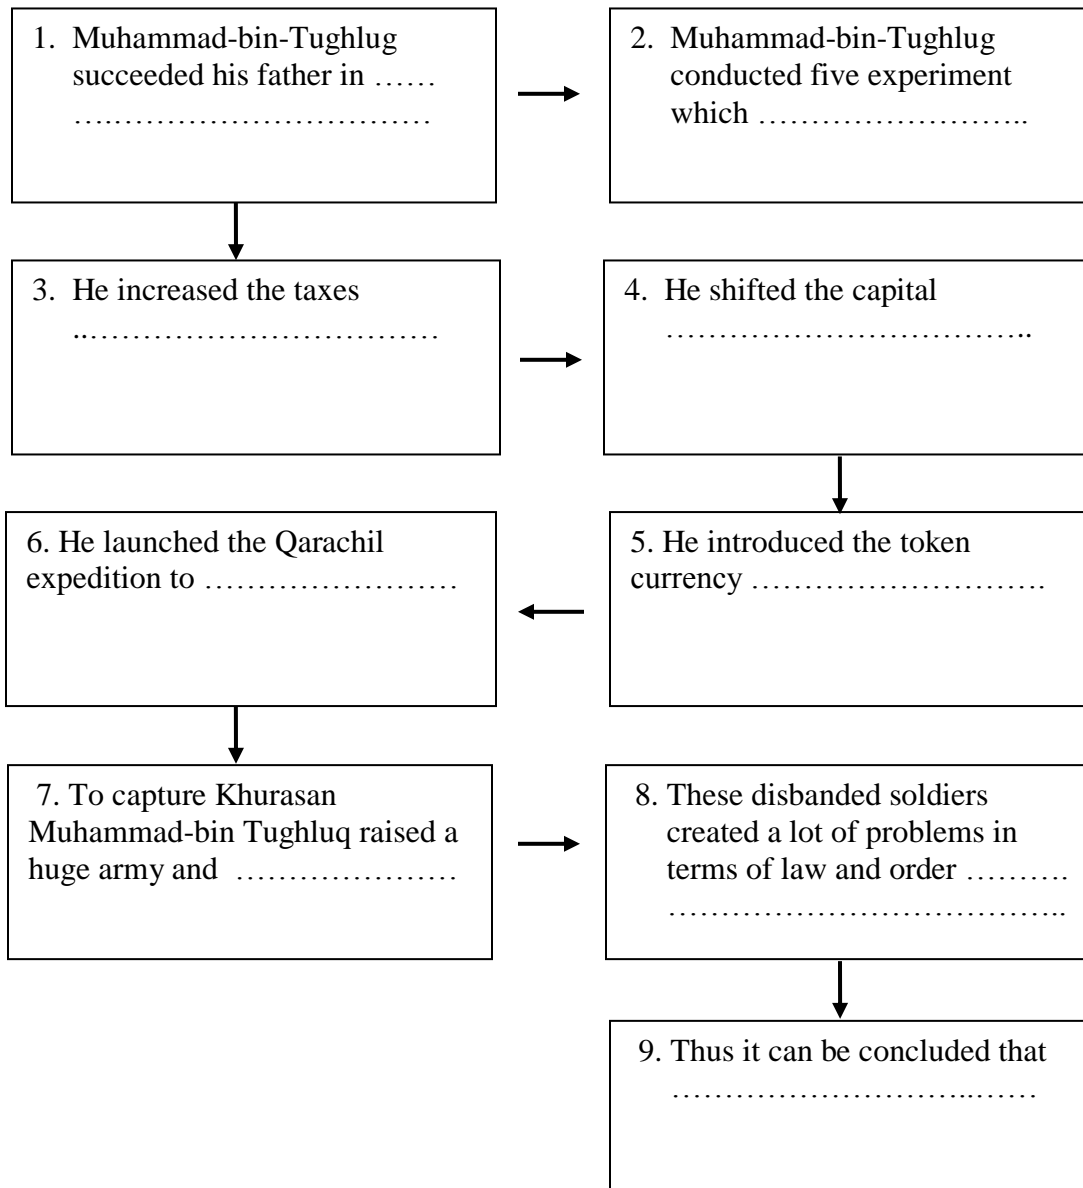 1. Muhammad-bin-Tughlug
succeeded his father in ……
….……………………………
2. Muhammad-bin-Tughlug
conducted five experiment
which ……………………..
3. He increased the taxes
..……………………………
4. He shifted the capital
……………………………..
6. He launched the Qarachil
expedition to ……………………
5. He introduced the token
currency ……………………….
7. To capture Khurasan
Muhammad-bin Tughluq raised a
huge army and …………………
8. These disbanded soldiers
created a lot of problems in
terms of law and order ……….
………………………………..
9. Thus it can be concluded that
………………………..……